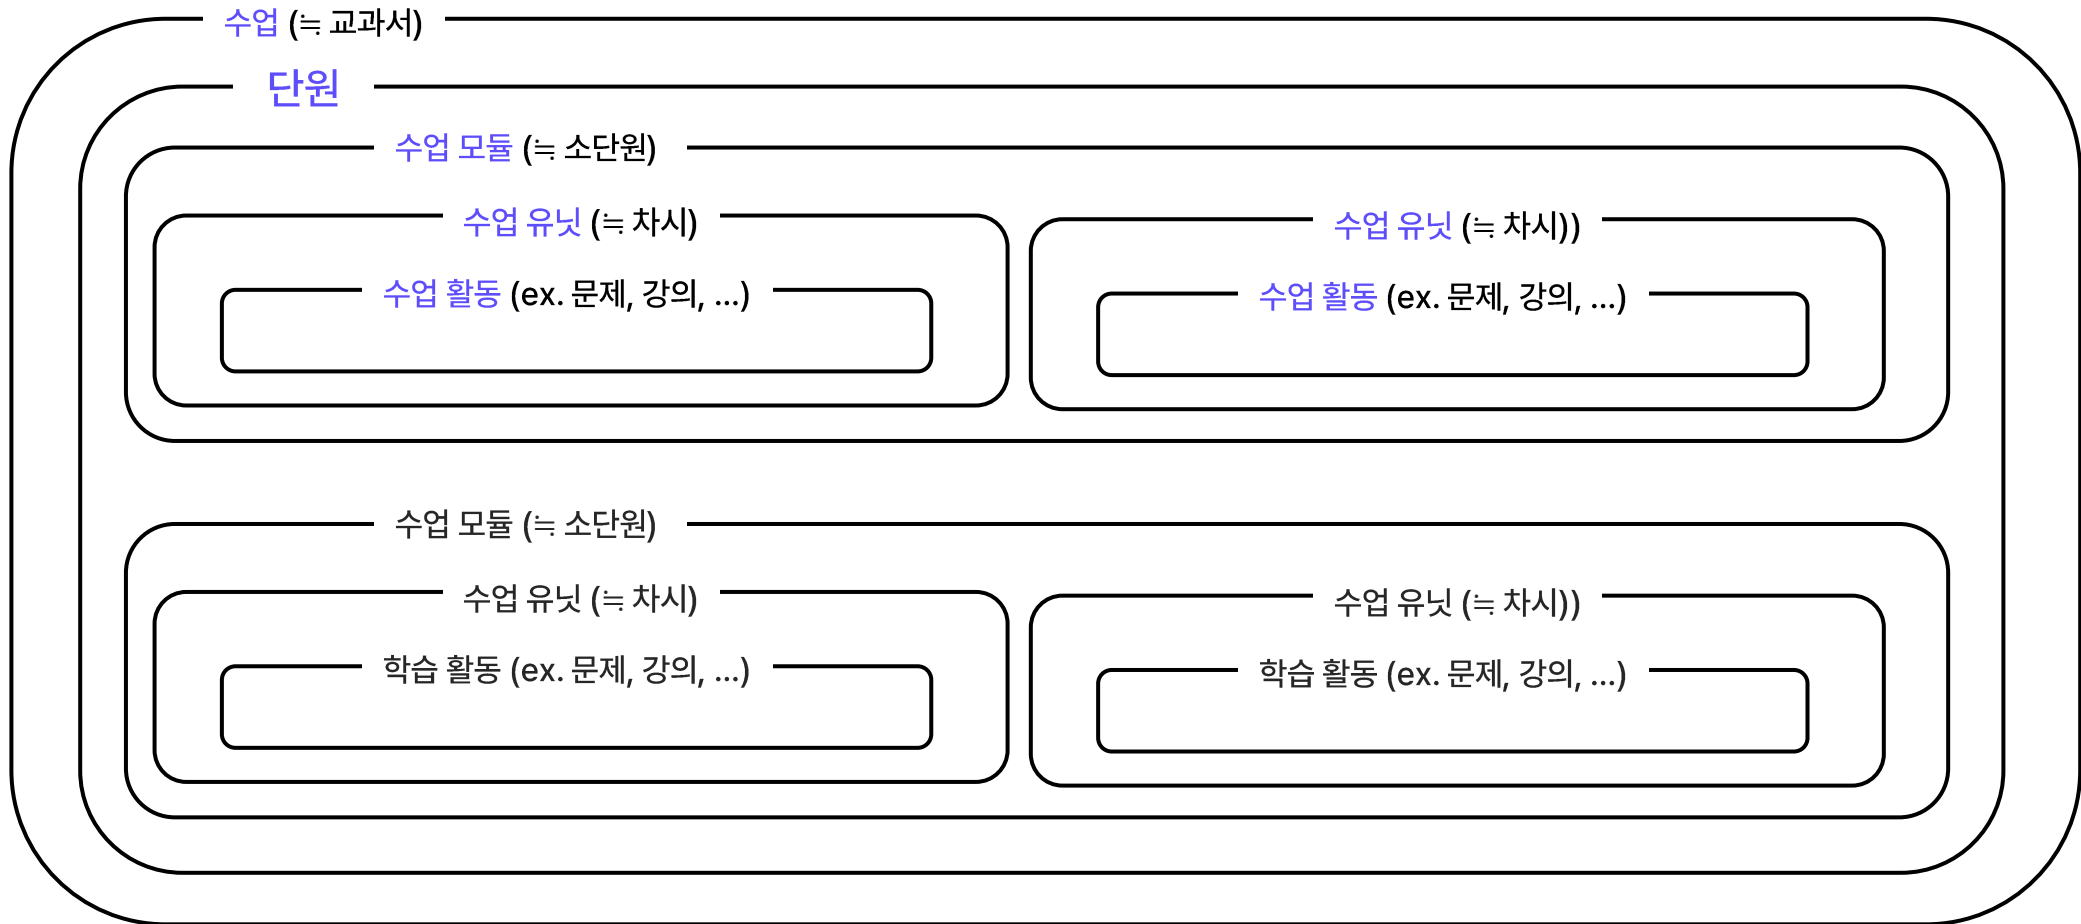 수업 (≒ 교과서)
단원
수업 모듈 (≒ 소단원)
수업 유닛 (≒ 차시)
수업 유닛 (≒ 차시))
수업 활동 (ex. 문제, 강의, ...)
수업 활동 (ex. 문제, 강의, ...)
수업 모듈 (≒ 소단원)
수업 유닛 (≒ 차시)
수업 유닛 (≒ 차시))
학습 활동 (ex. 문제, 강의, ...)
학습 활동 (ex. 문제, 강의, ...)